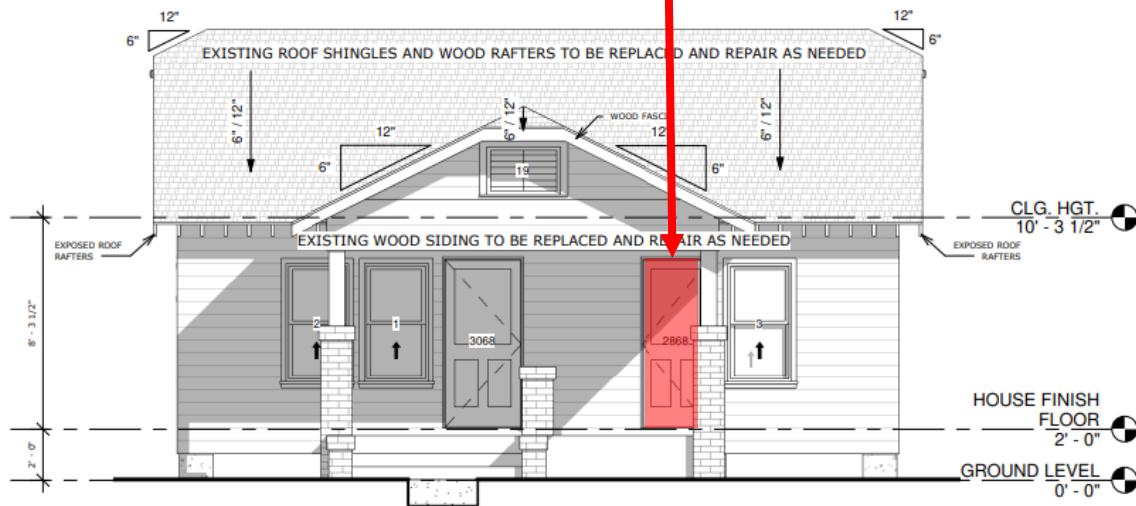 12"
12"
6"
6"
EXISTING ROOF SHINGLES AND WOOD RAFTERS TO BE REPLACED AND REPAIR AS NEEDED
6" / 12"
6" / 12"
6" / 12"
WOOD FASCI
12"
12"
6"
6"
19
CLG. HGT.
10' - 3 1/2"
EXISTING WOOD SIDING TO BE REPLACED AND REPAIR AS NEEDED
EXPOSED ROOF
RAFTERS
EXPOSED ROOF
RAFTERS
8' - 3 1/2"
2
1
3068
2868
3
HOUSE FINISH
FLOOR
2' - 0"
2' - 0"
GROUND LEVEL
0' - 0"